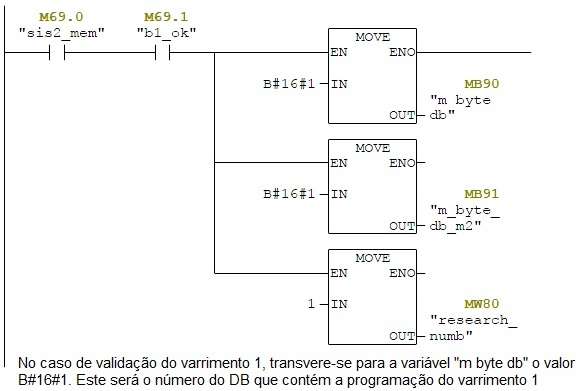 M69.0 M69.1
"sis2_mem" "b1_ok"
MOVE
EN ENO
B#16#1 IN MB90
"m byte
OUT db"
MOVE
EN ENO
B#16#1 IN MB91
"m_byte_
OUT db_m2"
MOVE
EN ENO
1 IN MW80
"research_
OUT numb"
No caso de validação do varrimento 1, transvere-se para a variável "m byte db" o valor
B#16#1. Este será o número do DB que contém a programação do varrimento 1